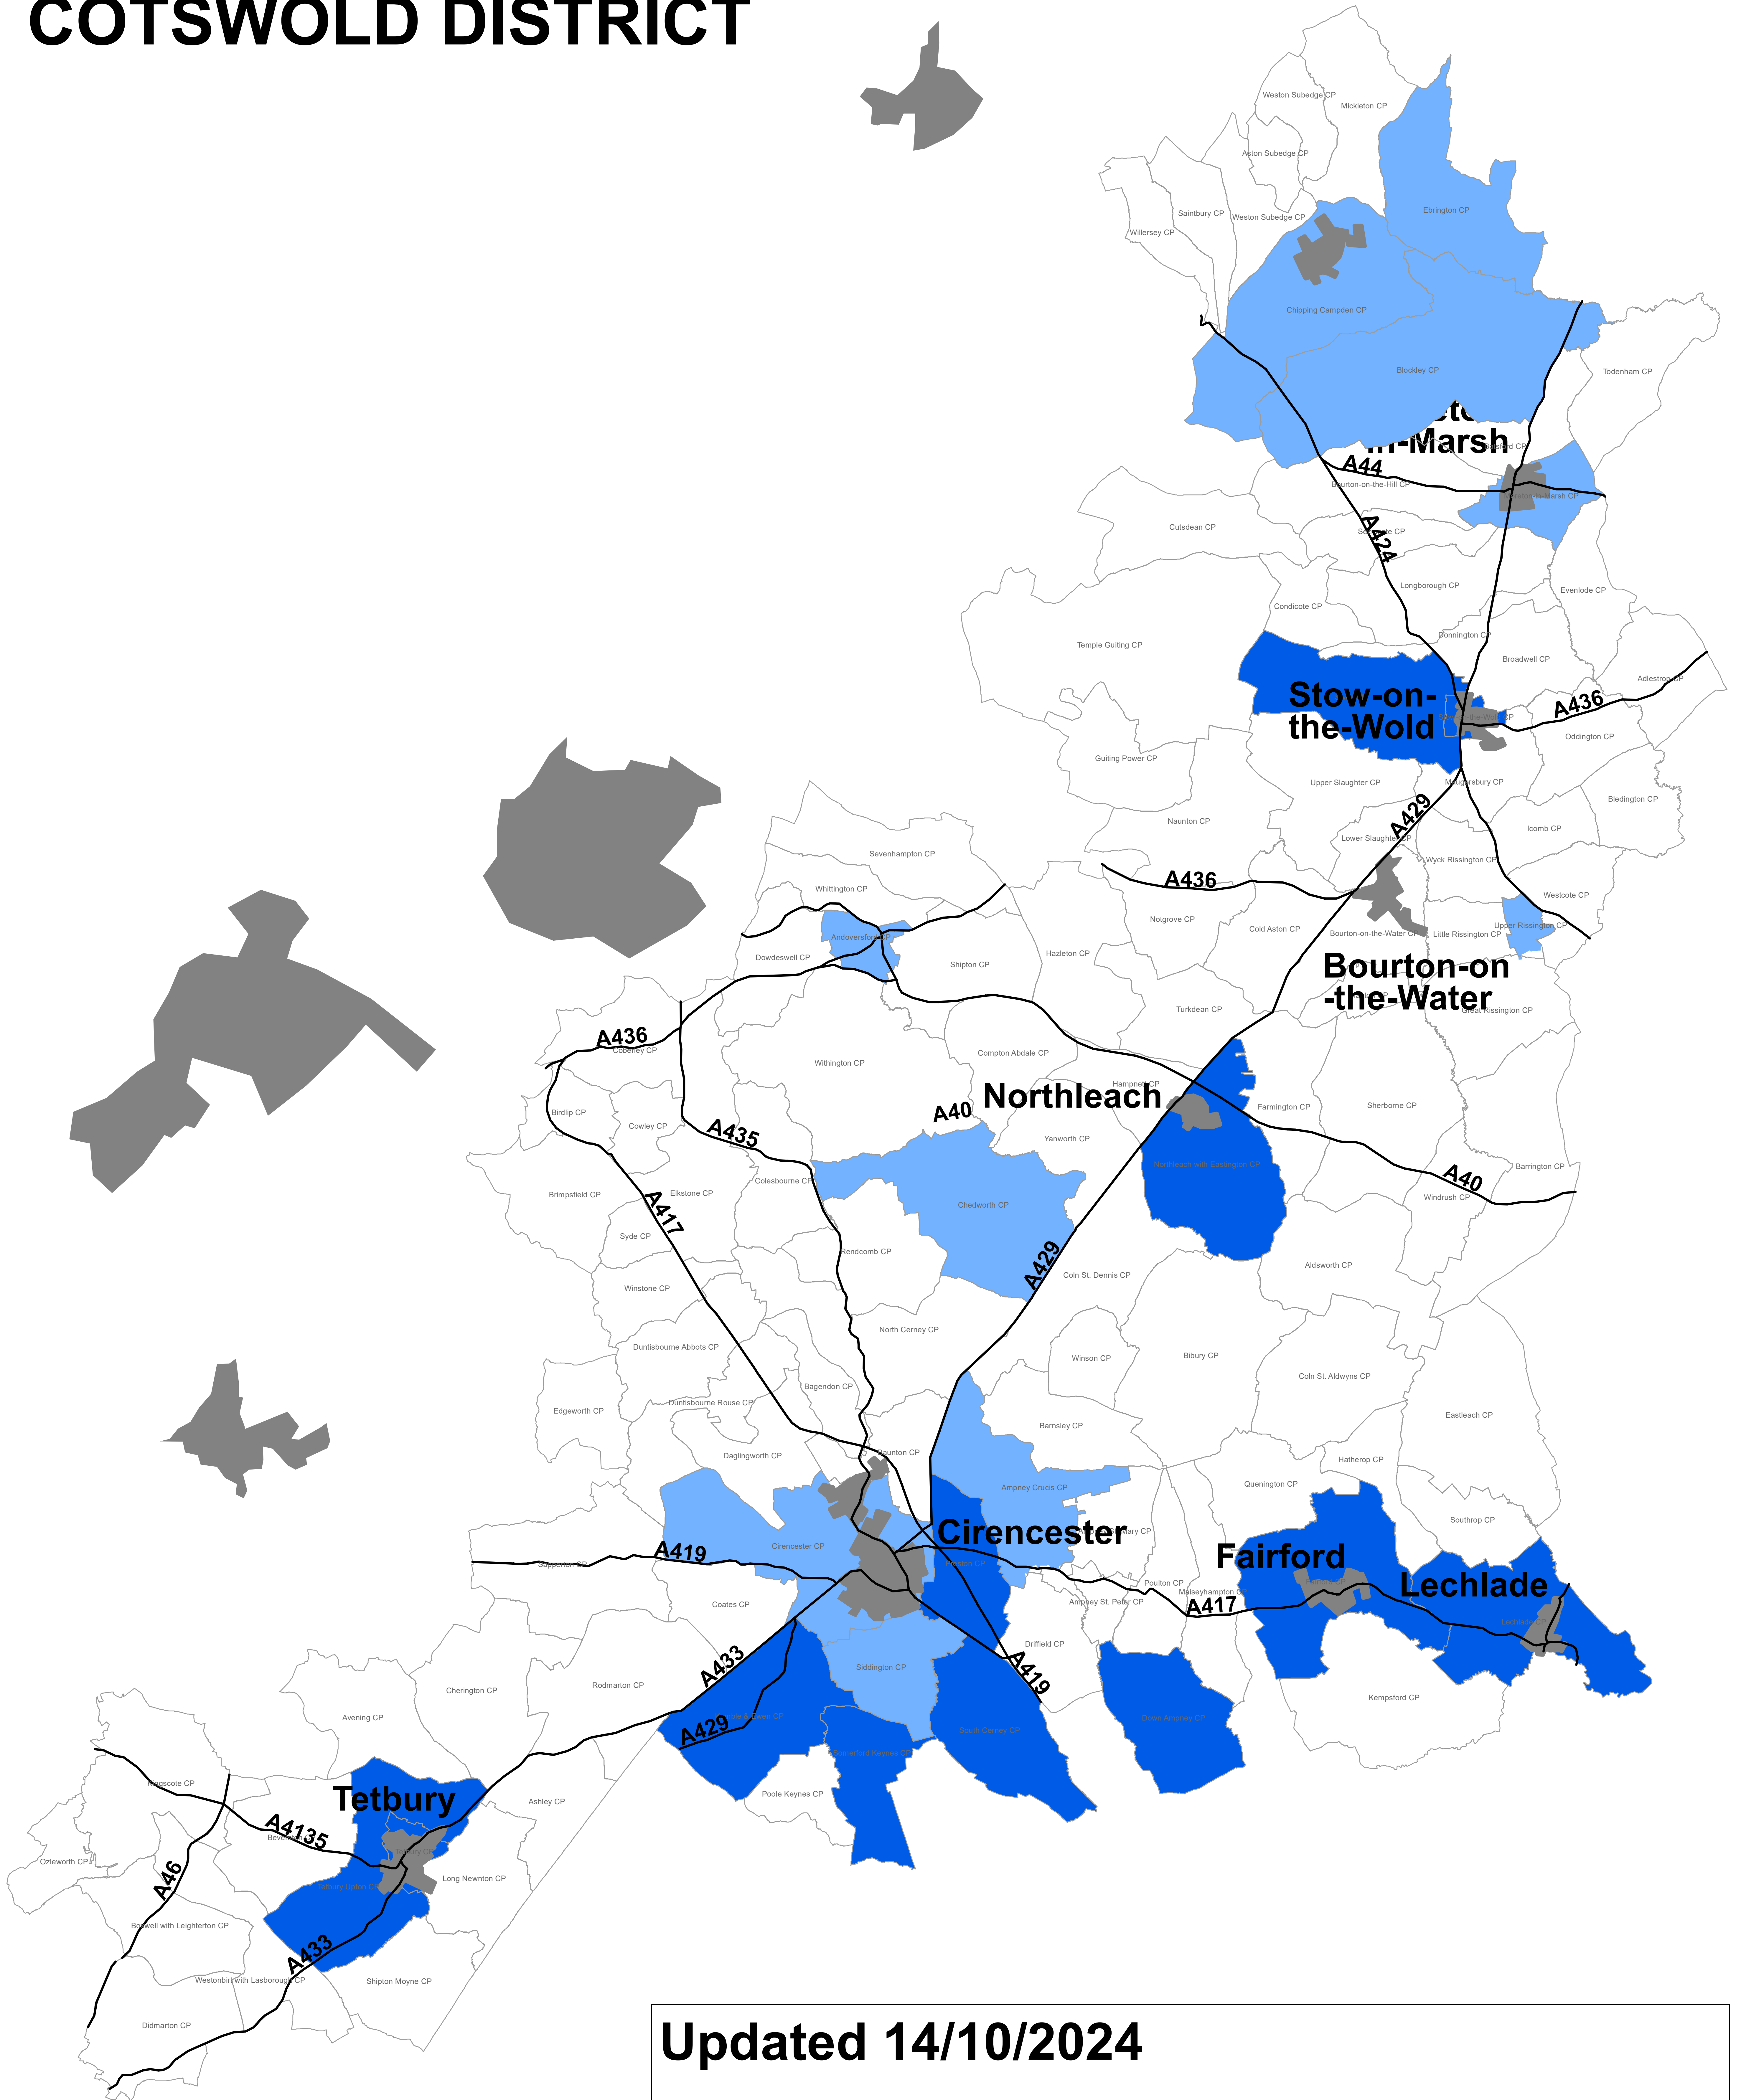 COTSWOLD DISTRICT
Weston Subedge CP
Mickleton CP
Aston Subedge CP
Ebrington CP
Saintbury CP
Weston Subedge CP
Willersey CP
Chipping Campden CP
Blockley CP
Todenham CP
in-Marsh
A44
Bourton-on-the-Hill CP
Cutsdean CP
A424
Longborough CP
Evenlode CP
Condicote CP
Donnington CP
Temple Guiting CP
Broadwell CP
Adlestrop CP
Stow-on-
the-Wold
A436
Oddington CP
Guiting Power CP
Upper Slaughter CP
Maugersbury CP
Bledington CP
A429
Naunton CP
Icomb CP
Lower Slaughter CP
Sevenhampton CP
Wyck Rissington CP
A436
Whittington CP
Westcote CP
Notgrove CP
Cold Aston CP
Upper Rissington CP
Bourton-on-the-Water CP
Little Rissington CP
Andoversford CP
Dowdeswell CP
Shipton CP
Hazleton CP
Bourton-on
-the-Water
Turkdean CP
Great Rissington CP
A436
Coberley CP
Withington CP
Compton Abdale CP
Hampnett CP
Northleach
A40
Farmington CP
Sherborne CP
Birdlip CP
Cowley CP
A435
Yanworth CP
Northleach with Eastington CP
Barrington CP
A40
Windrush CP
Colesbourne CP
Brimpsfield CP
Elkstone CP
A417
Chedworth CP
Syde CP
Rendcomb CP
A429
Coln St. Dennis CP
Aldsworth CP
Winstone CP
North Cerney CP
Duntisbourne Abbots CP
Winson CP
Bibury CP
Coln St. Aldwyns CP
Bagendon CP
Duntisbourne Rouse CP
Edgeworth CP
Barnsley CP
Eastleach CP
Daglingworth CP
Baunton CP
Hatherop CP
Quenington CP
Ampney Crucis CP
Southrop CP
Cirencester
Cirencester CP
A419
Sapperton CP
Preston CP
Fairford
Lechlade
Poulton CP
Maiseyhampton CP
Ampney St. Peter CP
A417
Coates CP
Driffield CP
A433
Siddington CP
A419
Rodmarton CP
Cherington CP
Kempsford CP
Avening CP
A429
South Cerney CP
Down Ampney CP
Somerford Keynes CP
Kingscote CP
Poole Keynes CP
Tetbury
Ashley CP
A4135
Ozleworth CP
A46
Long Newnton CP
Tetbury Upton CP
Boxwell with Leighterton CP
A433
Westonbirt with Lasborough CP
Shipton Moyne CP
Didmarton CP
Updated 14/10/2024